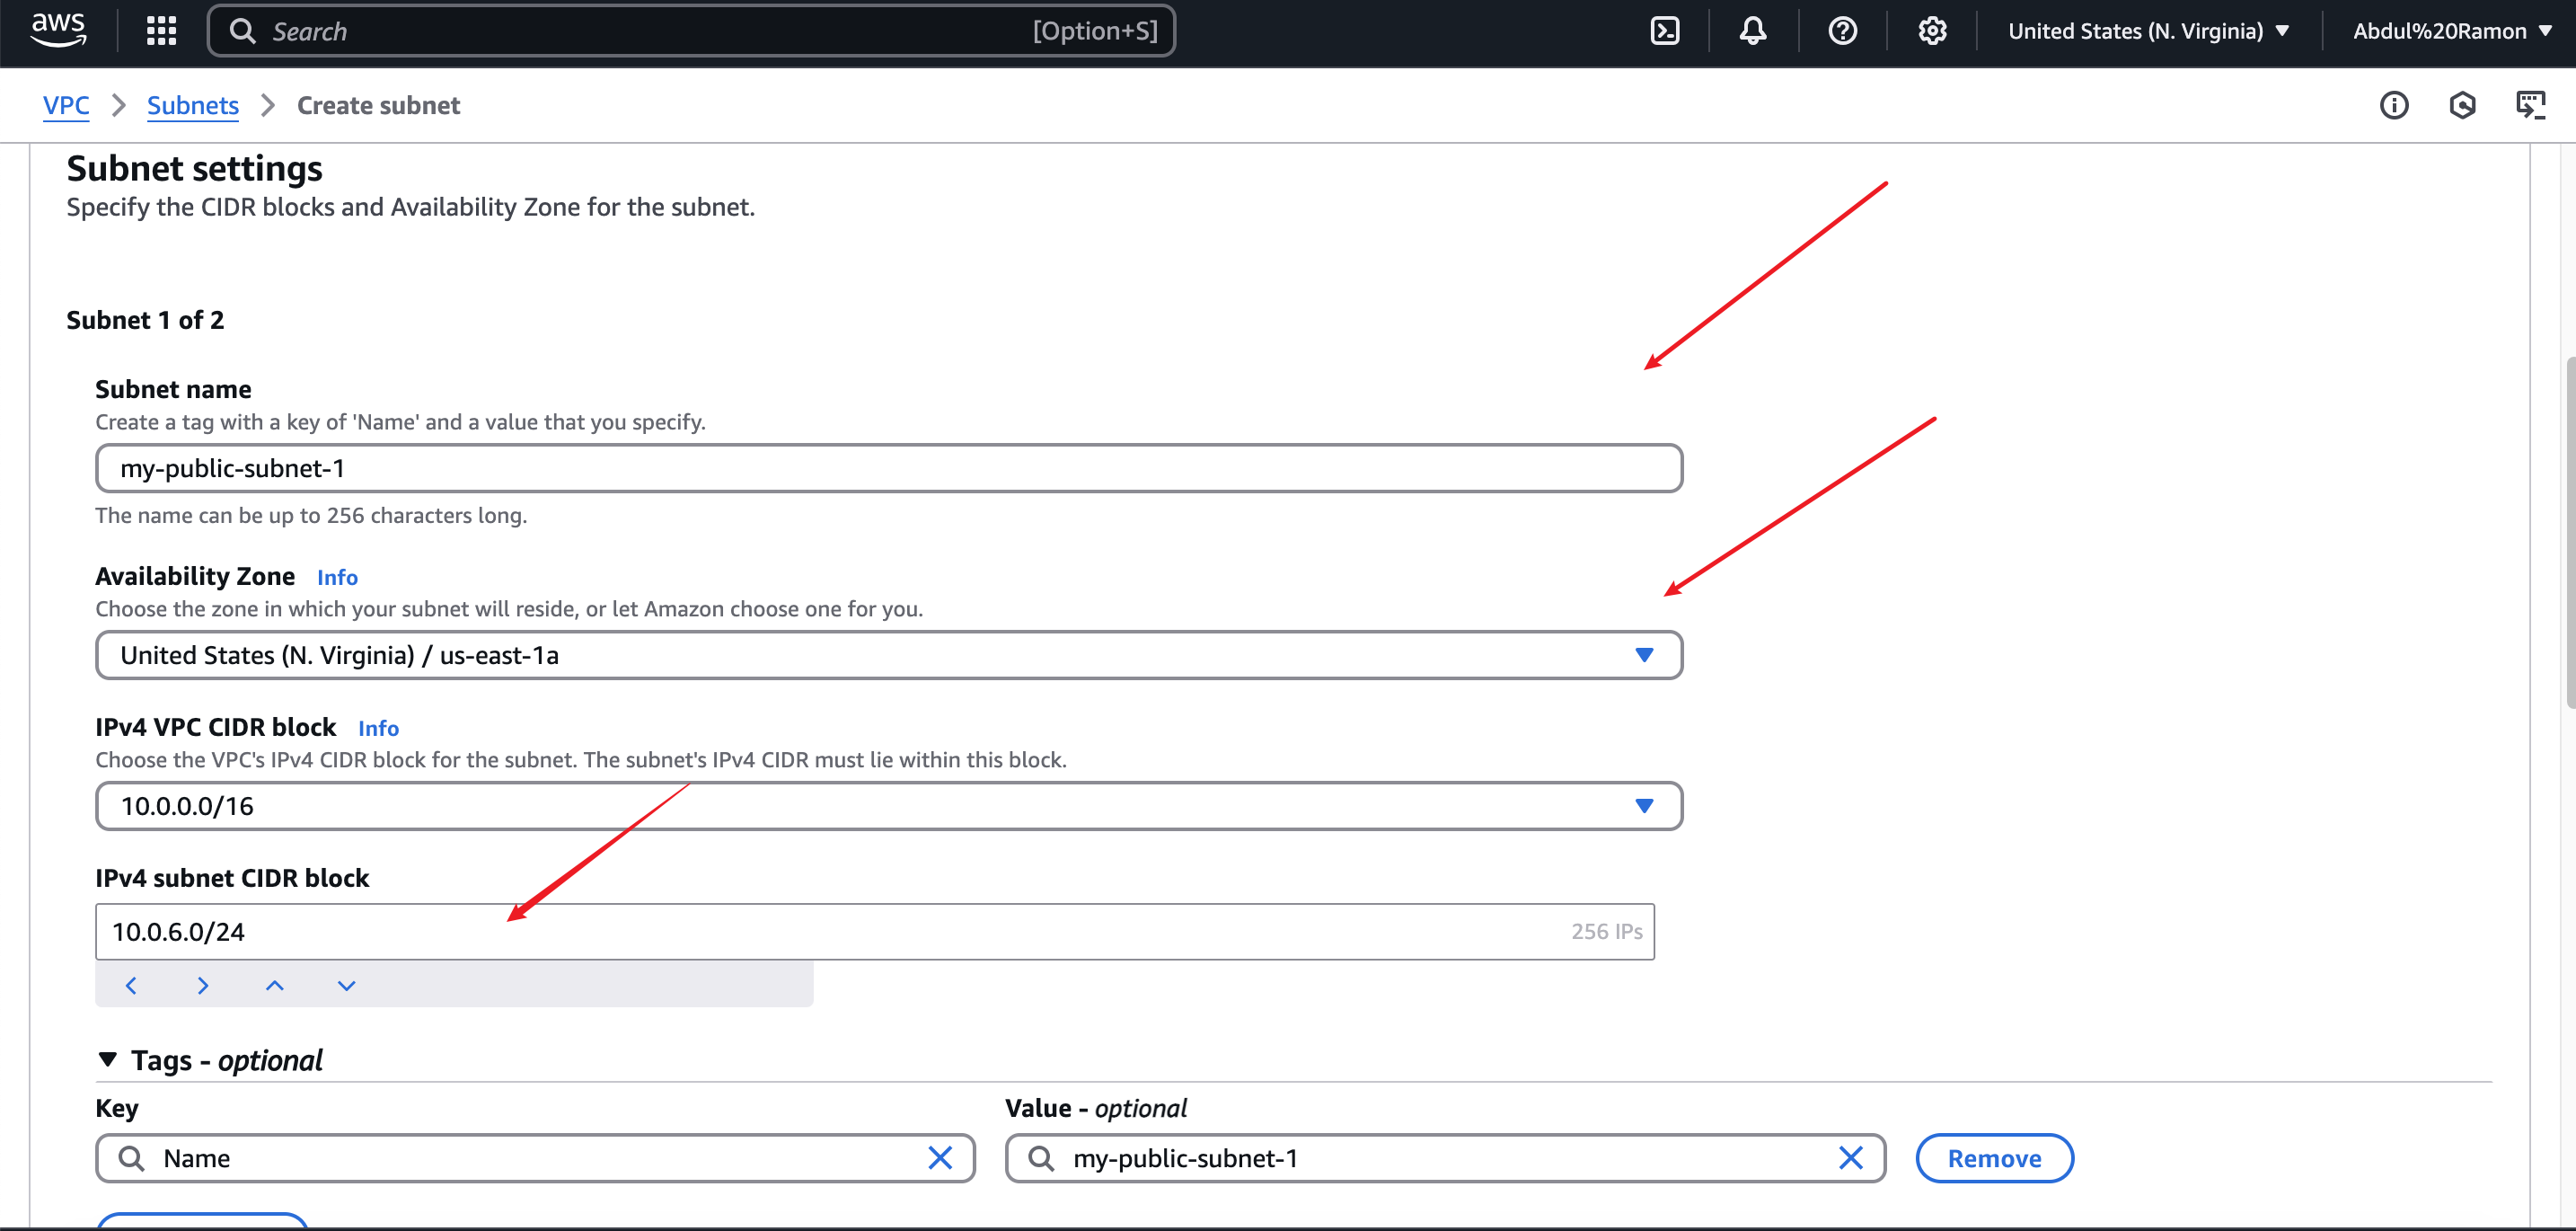 aws Search [Option+S] United States (N. Virginia) Abdul%20Ramon
VPC Subnets Create subnet
Subnet settings
Specify the CIDR blocks and Availability Zone for the subnet.
Subnet 1 of 2
Subnet name
Create a tag with a key of 'Name' and a value that you specify.
my-public-subnet-1
The name can be up to 256 characters long.
Availability Zone Info
Choose the zone in which your subnet will reside, or let Amazon choose one for you.
United States (N. Virginia) / us-east-1a
IPv4 VPC CIDR block Info
Choose the VPC's IPv4 CIDR block for the subnet. The subnet's IPv4 CIDR must lie within this block.
10.0.0.0/16
IPv4 subnet CIDR block
10.0.6.0/24 256 IPs
Tags - optional
Key Value - optional
Name my-public-subnet-1 Remove